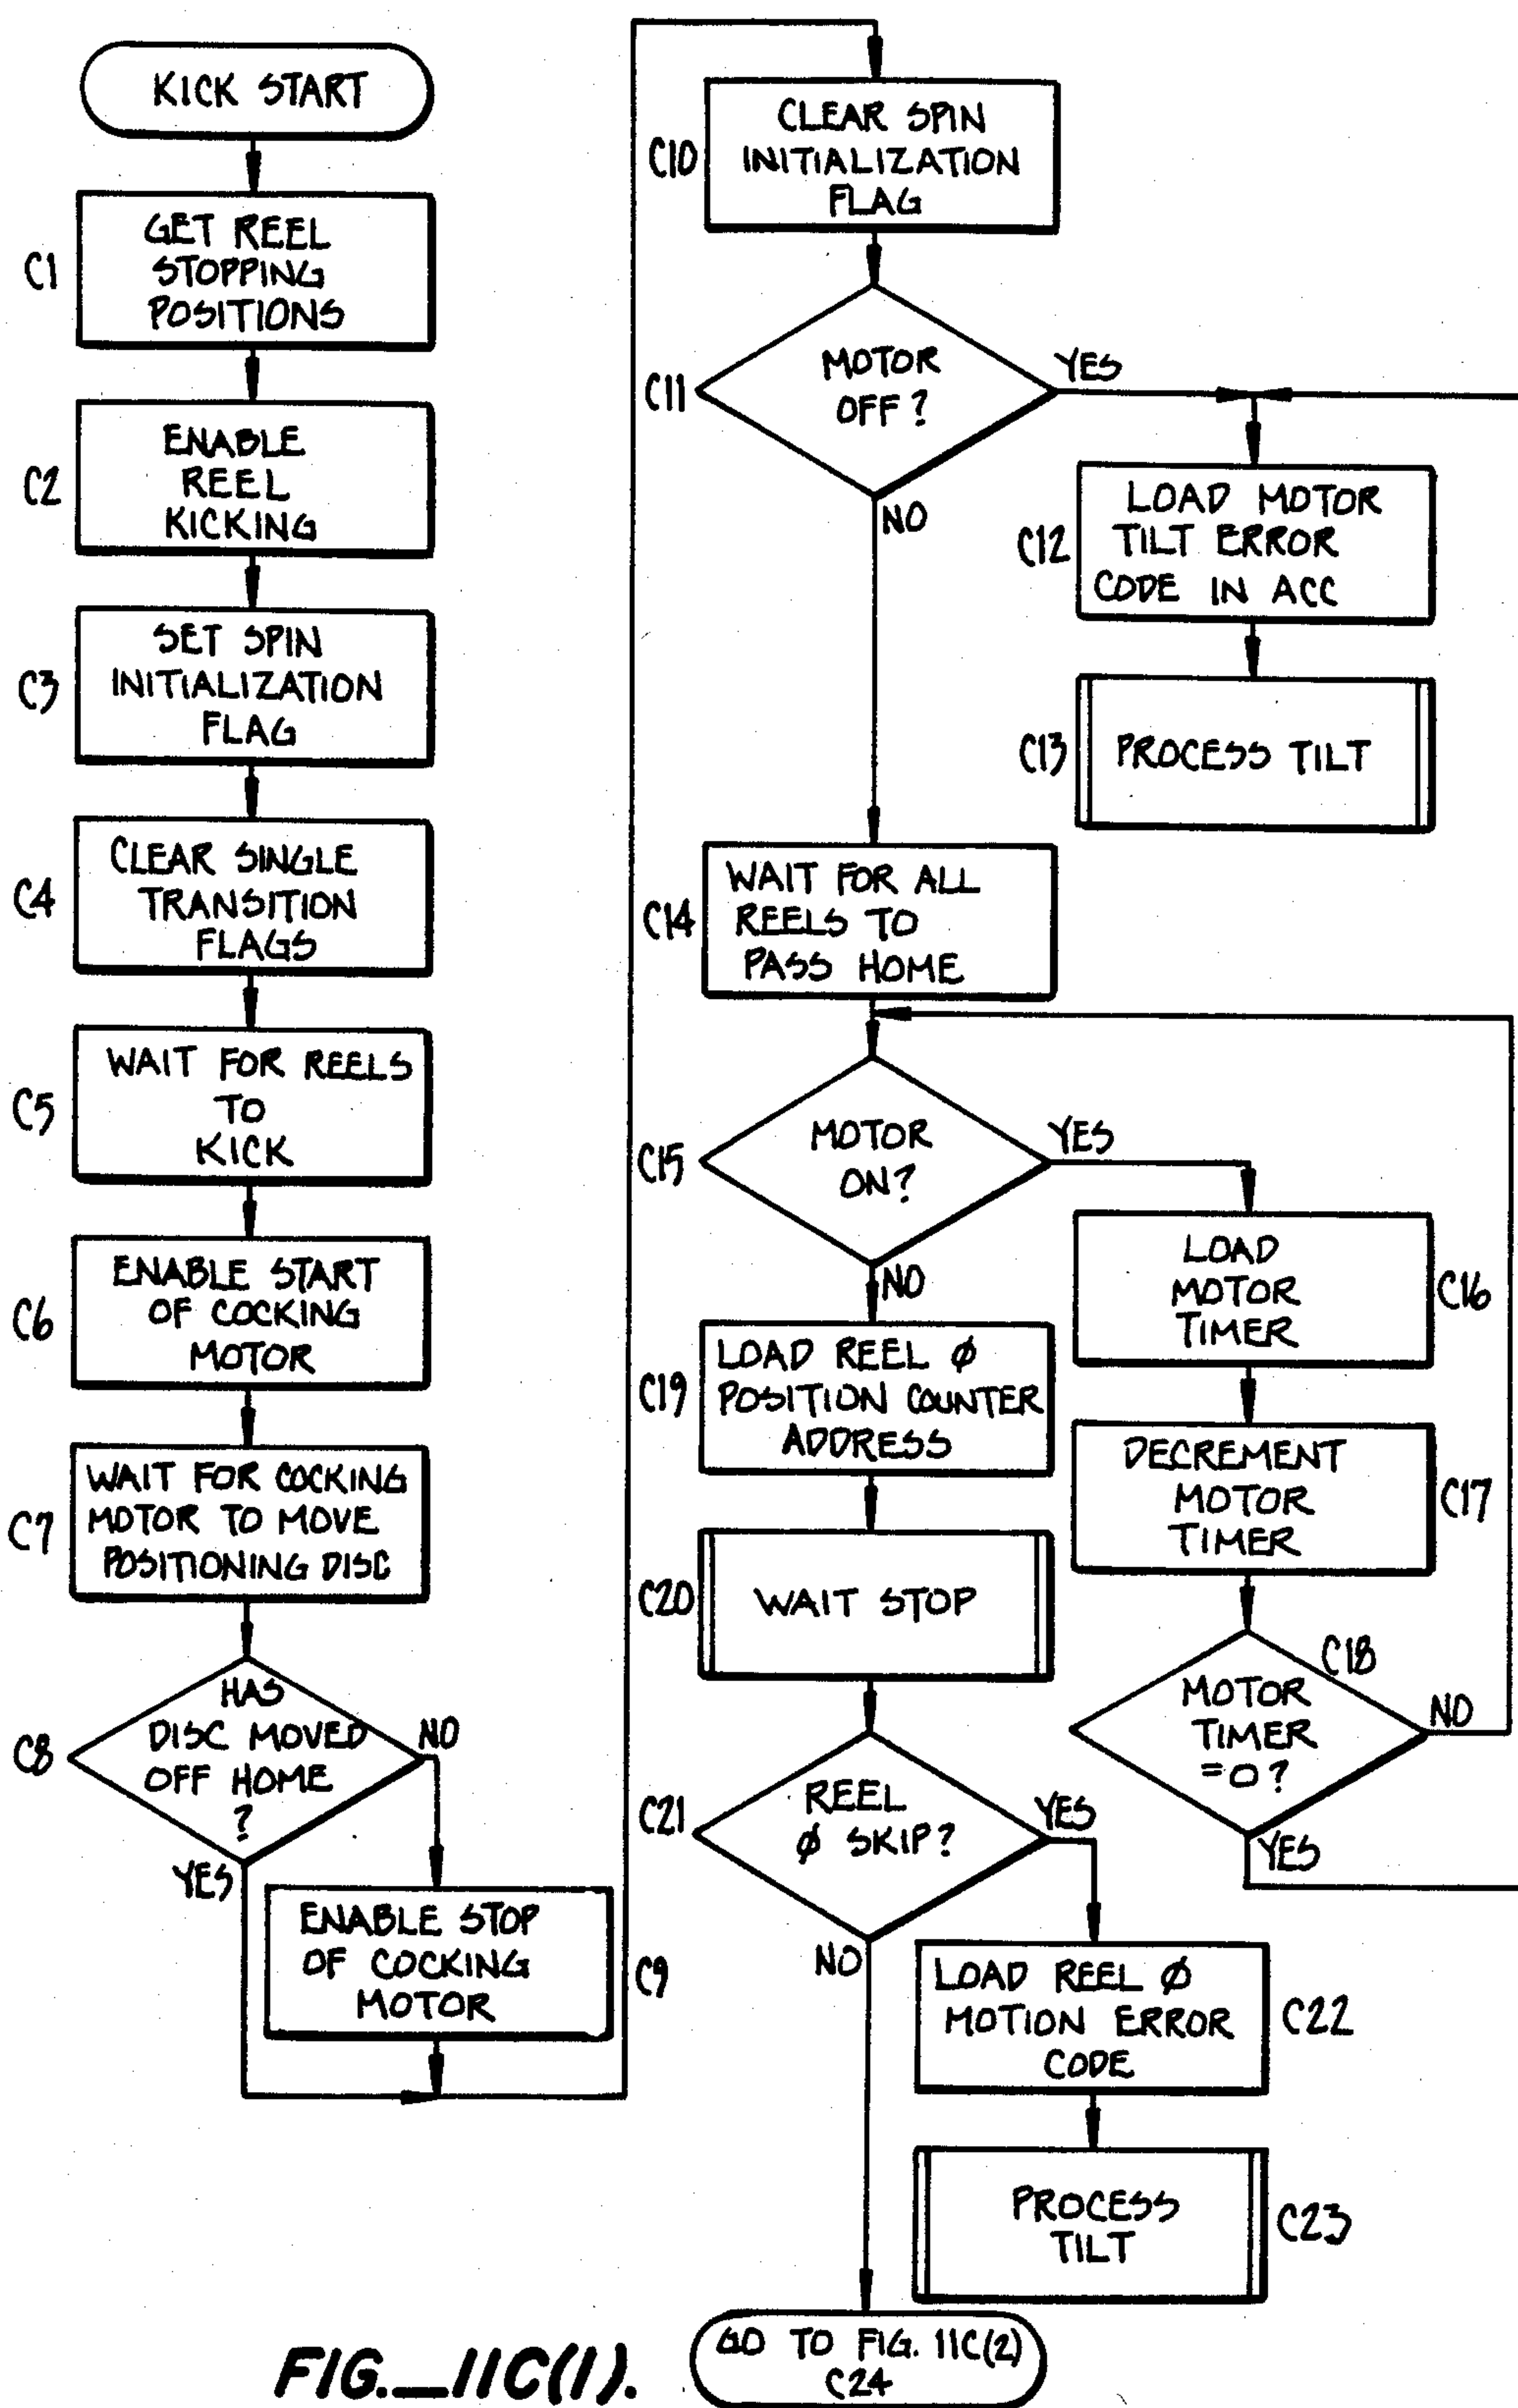 KICK START
C1
GET REEL
STOPPING
POSITIONS
C2
ENABLE
REEL
KICKING
C3
SET SPIN
INITIALIZATION
FLAG
C4
CLEAR SINGLE
TRANSITION
FLAGS
C5
WAIT FOR REELS
TO
KICK
C6
ENABLE START
OF COCKING
MOTOR
C7
WAIT FOR COCKING
MOTOR TO MOVE
POSITIONING DISC
C8
HAS
DISC MOVED
OFF HOME
?
NO
YES
ENABLE STOP
OF COCKING
MOTOR
C9
C10
CLEAR SPIN
INITIALIZATION
FLAG
C11
MOTOR
OFF?
YES
NO
C12
LOAD MOTOR
TILT ERROR
CODE IN ACC
C13
PROCESS TILT
C14
WAIT FOR ALL
REELS TO
PASS HOME
C15
MOTOR
ON?
YES
NO
LOAD
MOTOR
TIMER
C16
DECREMENT
MOTOR
TIMER
C17
C18
MOTOR
TIMER
=0?
NO
YES
C19
LOAD REEL Ø
POSITION COUNTER
ADDRESS
C20
WAIT STOP
C21
REEL
Ø SKIP?
YES
NO
LOAD REEL Ø
MOTION ERROR
CODE
C22
PROCESS
TILT
C23
GO TO FIG. 11C(2)
C24
FIG._11C(1).